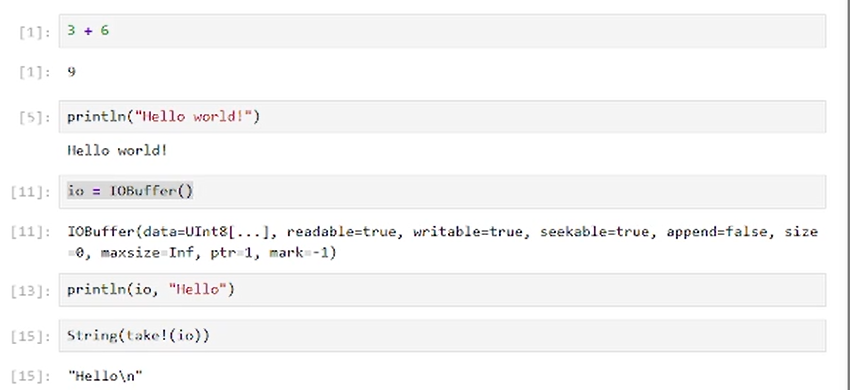 [1]: 3 + 6
[1]: 9
[5]: println("Hello world!")
Hello world!
[11]: io = IOBuffer()
[11]: IOBuffer(data=UInt8[...], readable=true, writable=true, seekable=true, append=false, size
=0, maxsize=Inf, ptr=1, mark=-1)
[13]: println(io, "Hello")
[15]: String(take!(io))
[15]: "Hello\n"